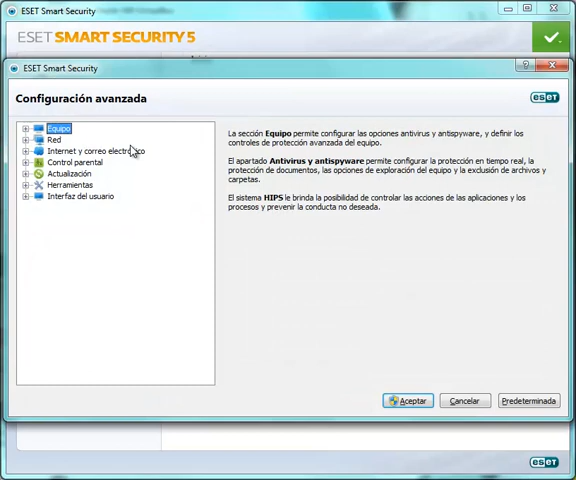 ESET Smart Security
ESET SMART SECURITY 5
ESET Smart Security
Configuración avanzada
eset
Equipo
Red
Internet y correo electrónico
Control parental
Actualización
Herramientas
Interfaz del usuario
La sección Equipo permite configurar las opciones antivirus y antispyware, y definir los
controles de protección avanzada del equipo.
El apartado Antivirus y antispyware permite configurar la protección en tiempo real, la
protección de documentos, las opciones de exploración del equipo y la exclusión de archivos y
carpetas.
El sistema HIPS le brinda la posibilidad de controlar las acciones de las aplicaciones y los
procesos y prevenir la conducta no deseada.
Aceptar
Cancelar
Predeterminada
eset